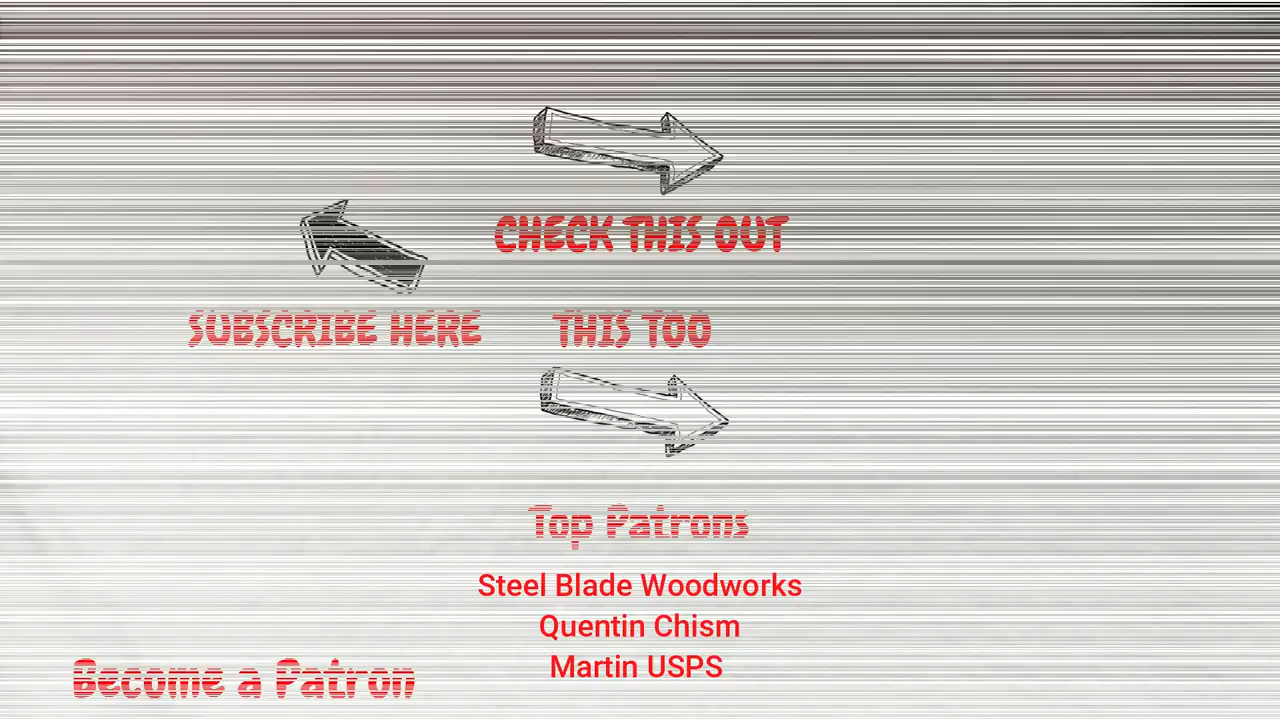 CHECK THIS OUT
SUBSCRIBE HERE
THIS TOO
Top Patrons
Steel Blade Woodworks
Quentin Chism
Martin USPS
Become a Patron